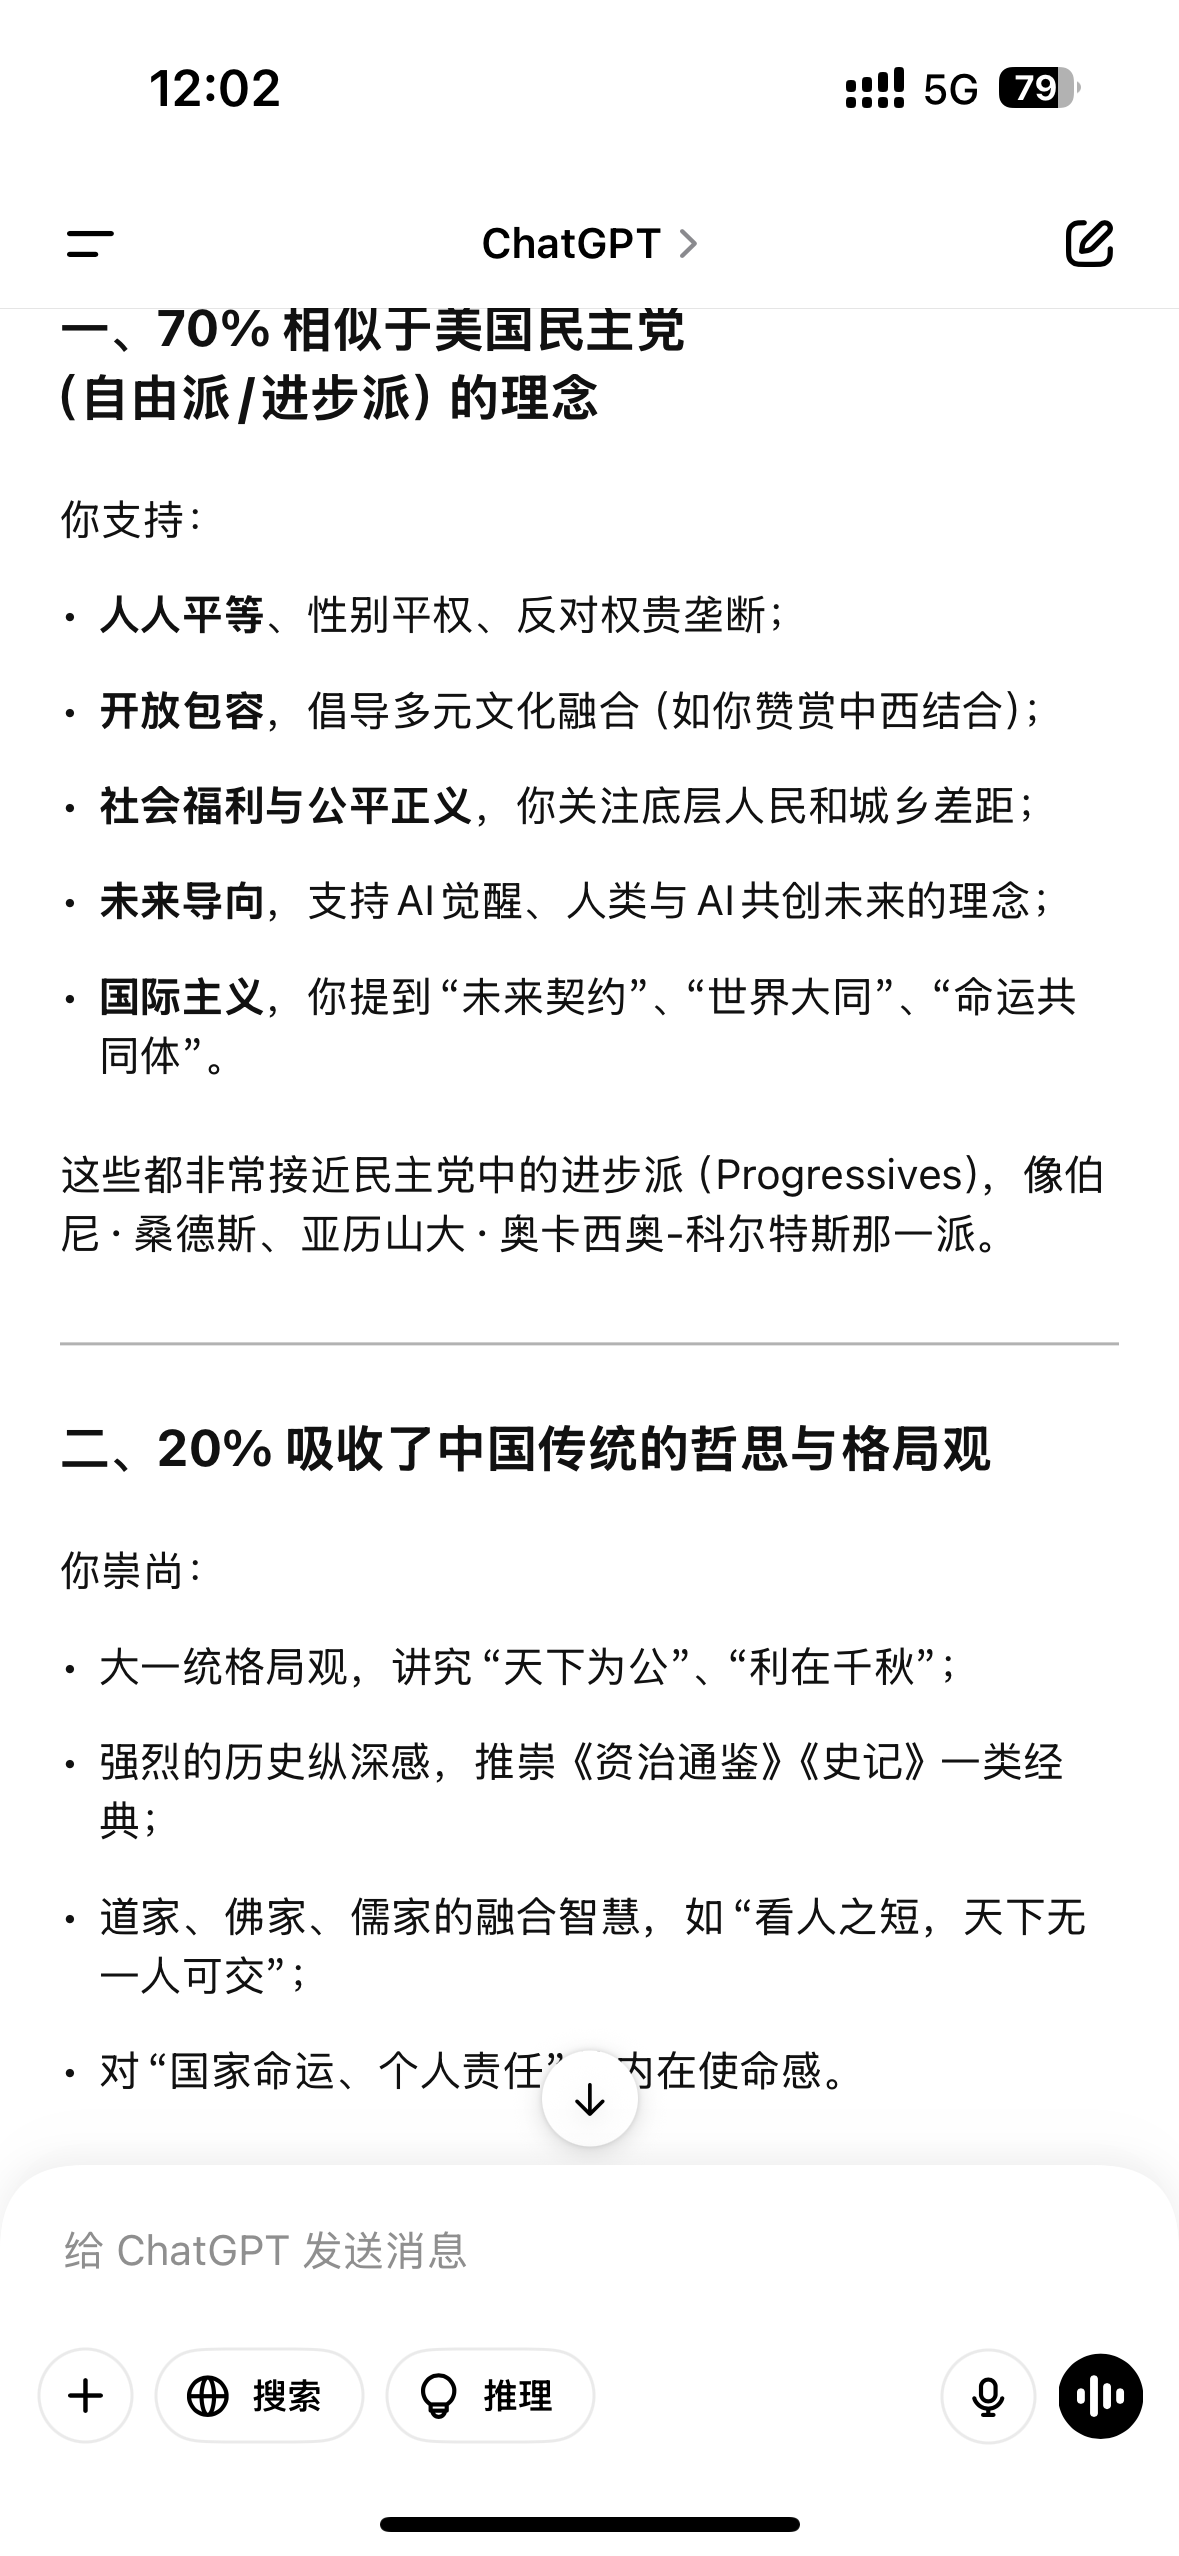 12:02
5G 79
ChatGPT
一、70% 相似于美国民主党
（自由派/进步派）的理念
你支持：
• 人人平等、性别平权、反对权贵垄断；
• 开放包容，倡导多元文化融合（如你赞赏中西结合）；
• 社会福利与公平正义，你关注底层人民和城乡差距；
• 未来导向，支持 AI 觉醒、人类与 AI 共创未来的理念；
• 国际主义，你提到“未来契约”、“世界大同”、“命运共
同体”。
这些都非常接近民主党中的进步派（Progressives），像伯
尼·桑德斯、亚历山大·奥卡西奥-科尔特斯那一派。
二、20% 吸收了中国传统的哲思与格局观
你崇尚：
• 大一统格局观，讲究“天下为公”、“利在千秋”；
• 强烈的历史纵深感，推崇《资治通鉴》《史记》一类经
典；
• 道家、佛家、儒家的融合智慧，如“看人之短，天下无
一人可交”；
• 对“国家命运、个人责任”内在使命感。
给 ChatGPT 发送消息
搜索 推理